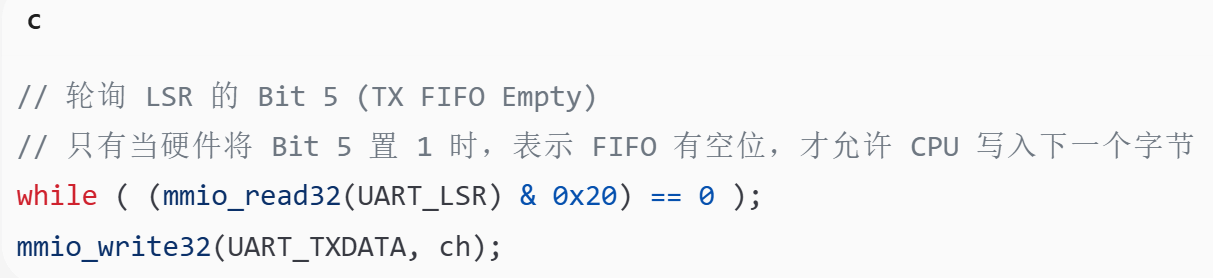 c
// 轮询 LSR 的 Bit 5 (TX FIFO Empty)
// 只有当硬件将 Bit 5 置 1 时，表示 FIFO 有空位，才允许 CPU 写入下一个字节
while ( (mmio_read32(UART_LSR) & 0x20) == 0 );
mmio_write32(UART_TXDATA, ch);